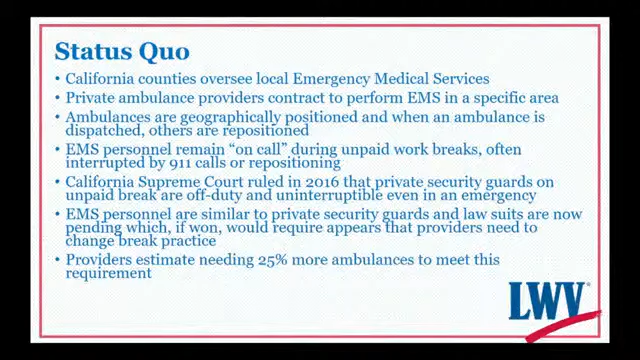 Status Quo
• California counties oversee local Emergency Medical Services
• Private ambulance providers contract to perform EMS in a specific area
• Ambulances are geographically positioned and when an ambulance is
dispatched, others are repositioned
• EMS personnel remain “on call” during unpaid work breaks, often
interrupted by 911 calls or repositioning
• California Supreme Court ruled in 2016 that private security guards on
unpaid break are off-duty and uninterruptible even in an emergency
• EMS personnel are similar to private security guards and law suits are now
pending which, if won, would require appears that providers need to
change break practice
• Providers estimate needing 25% more ambulances to meet this
requirement
LWV®